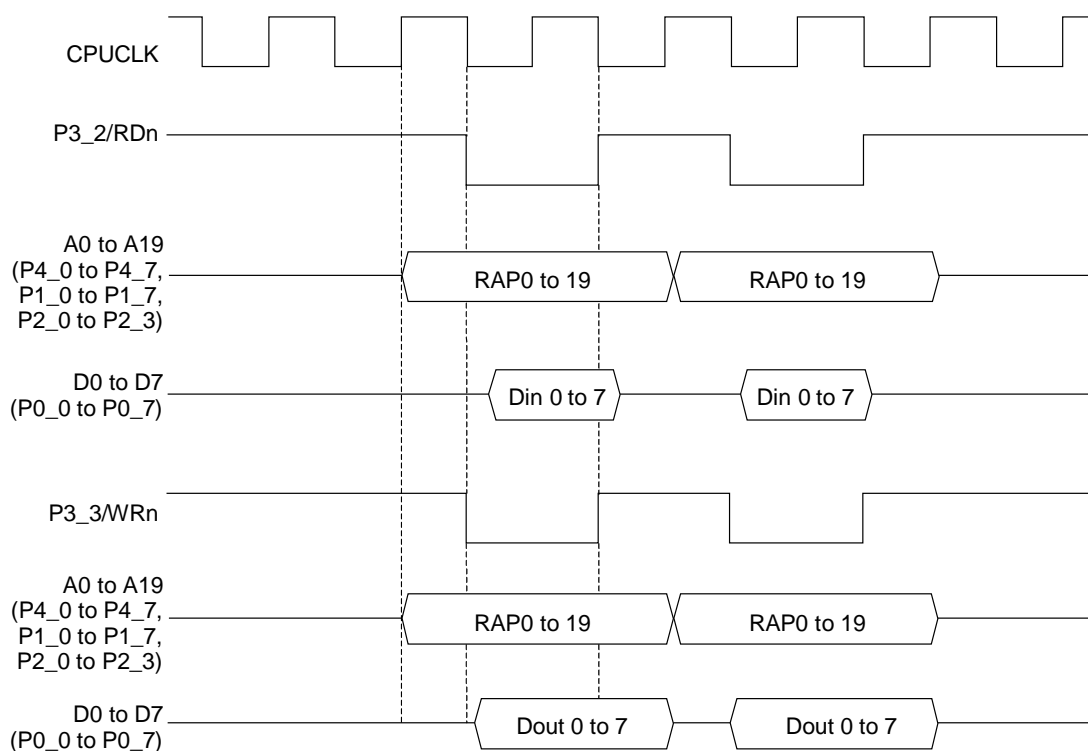 CPUCLK
P3_2/RDn
A0 to A19
(P4_0 to P4_7,
P1_0 to P1_7,
P2_0 to P2_3)
RAP0 to 19
RAP0 to 19
D0 to D7
(P0_0 to P0_7)
Din 0 to 7
Din 0 to 7
P3_3/WRn
A0 to A19
(P4_0 to P4_7,
P1_0 to P1_7,
P2_0 to P2_3)
RAP0 to 19
RAP0 to 19
D0 to D7
(P0_0 to P0_7)
Dout 0 to 7
Dout 0 to 7